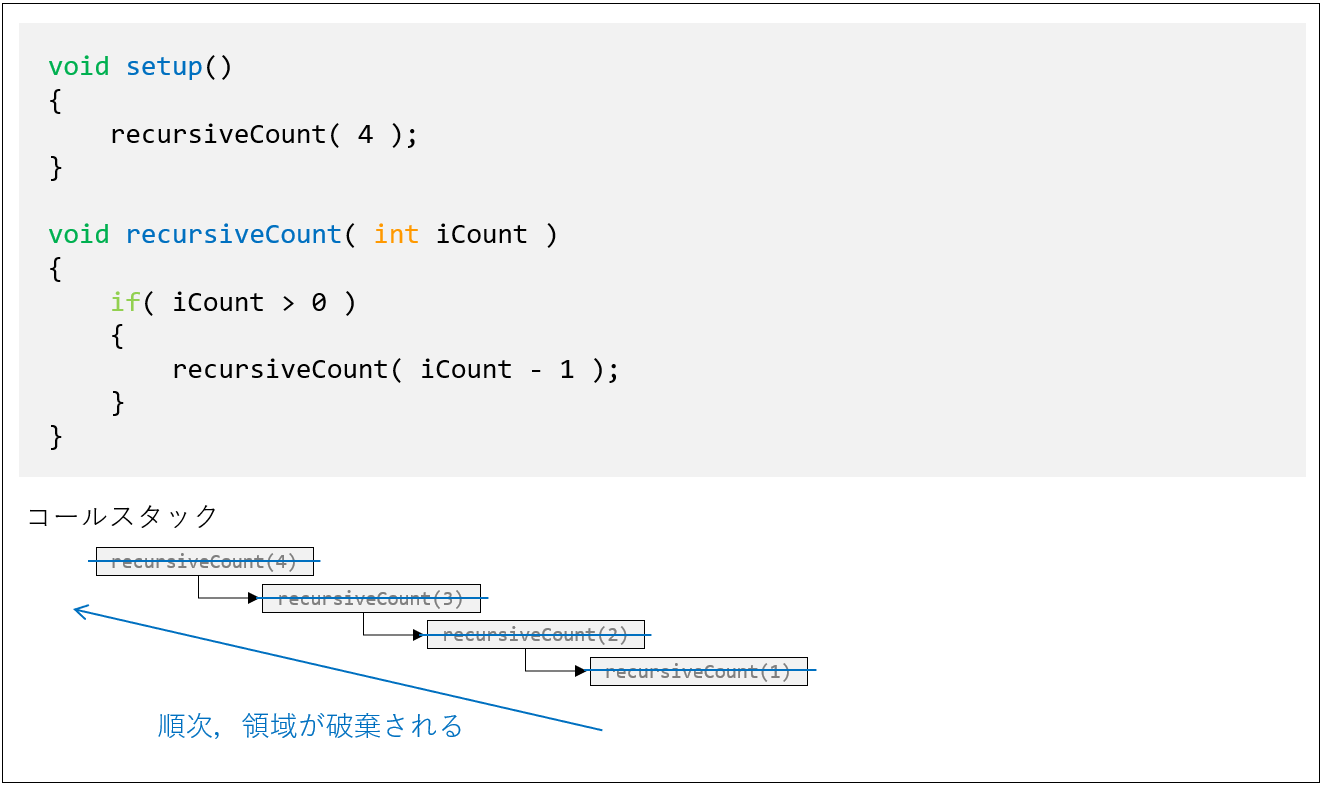 void setup()
{
    recursiveCount( 4 );
}
void recursiveCount( int iCount )
{
    if( iCount > 0 )
    {
        recursiveCount( iCount - 1 );
    }
}
コールスタック
recursiveCount(4)
recursiveCount(3)
recursiveCount(2)
recursiveCount(1)
順次，領域が破棄される